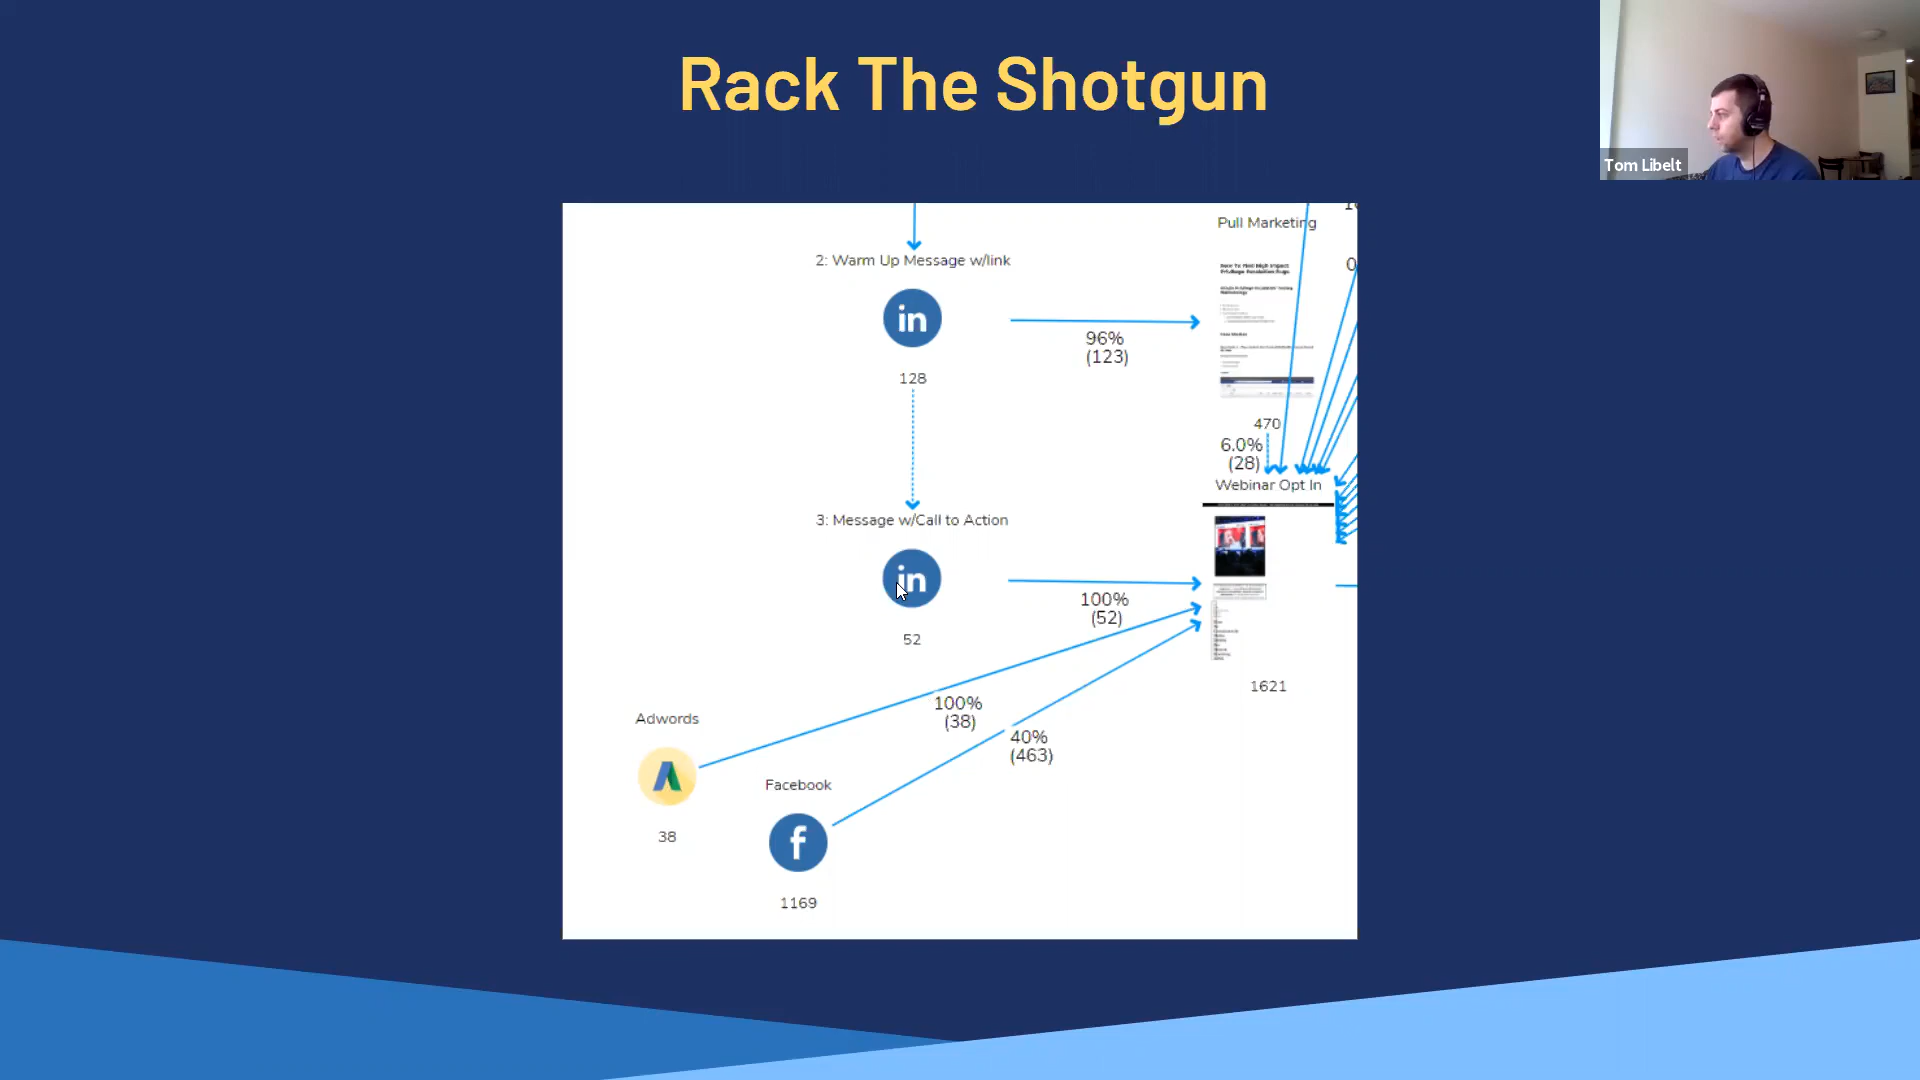 Rack The Shotgun
Tom Libelt
Pull Marketing
2: Warm Up Message w/link
in
96%
(123)
128
470
6.0%
(28)
Webinar Opt In
3: Message w/Call to Action
in
100%
(52)
52
1621
100%
(38)
Adwords
40%
(463)
Facebook
38
f
1169